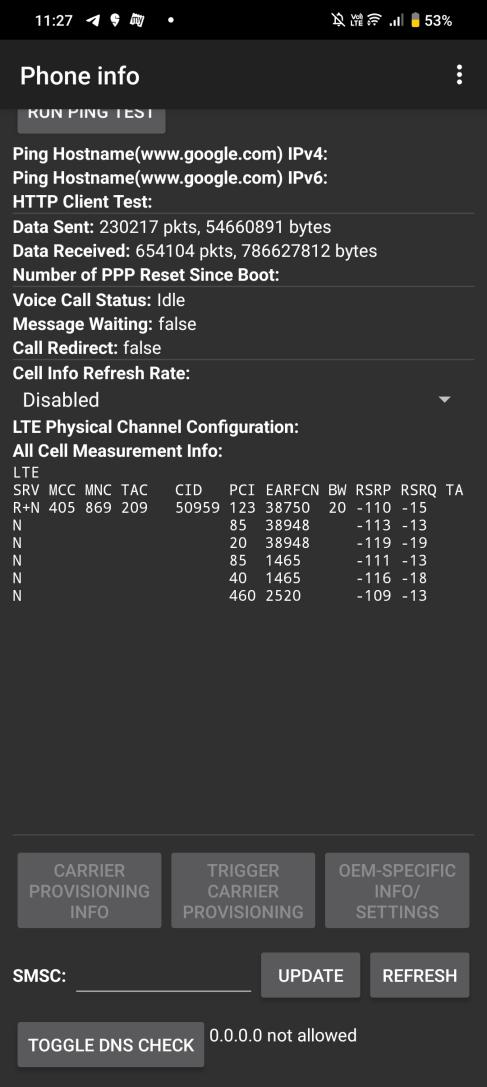 11:27 VoD LTE 53%
Phone info
RUN PING TEST
Ping Hostname(www.google.com) IPv4:
Ping Hostname(www.google.com) IPv6:
HTTP Client Test:
Data Sent: 230217 pkts, 54660891 bytes
Data Received: 654104 pkts, 786627812 bytes
Number of PPP Reset Since Boot:
Voice Call Status: Idle
Message Waiting: false
Call Redirect: false
Cell Info Refresh Rate:
Disabled
LTE Physical Channel Configuration:
All Cell Measurement Info:
LTE
SRV MCC MNC TAC CID PCI EARFCN BW RSRP RSRQ TA
R+N 405 869 209 50959 123 38750 20 -110 -15
N 85 38948 -113 -13
N 20 38948 -119 -19
N 85 1465 -111 -13
N 40 1465 -116 -18
N 460 2520 -109 -13
CARRIER PROVISIONING INFO
TRIGGER CARRIER PROVISIONING
OEM-SPECIFIC INFO/ SETTINGS
SMSC: UPDATE REFRESH
TOGGLE DNS CHECK 0.0.0.0 not allowed